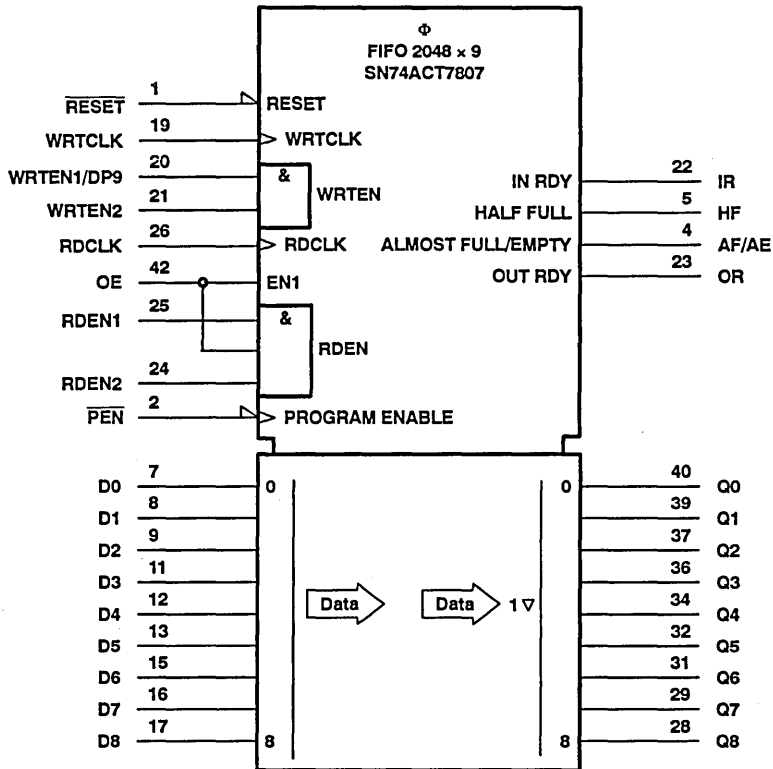 Φ
FIFO 2048 × 9
SN74ACT7807
RESET 1 RESET
WRTCLK 19 WRTCLK
WRTEN1/DP9 20 &
WRTEN
WRTEN2 21
RDCLK 26 RDCLK
OE 42 EN1
RDEN1 25 &
RDEN
RDEN2 24
PEN 2 PROGRAM ENABLE
IN RDY 22 IR
HALF FULL 5 HF
ALMOST FULL/EMPTY 4 AF/AE
OUT RDY 23 OR
D0 7 0 0 40 Q0
D1 8 39 Q1
D2 9 37 Q2
D3 11 36 Q3
D4 12 Data Data 1 ▽ 34 Q4
D5 13 32 Q5
D6 15 31 Q6
D7 16 29 Q7
D8 17 8 8 28 Q8